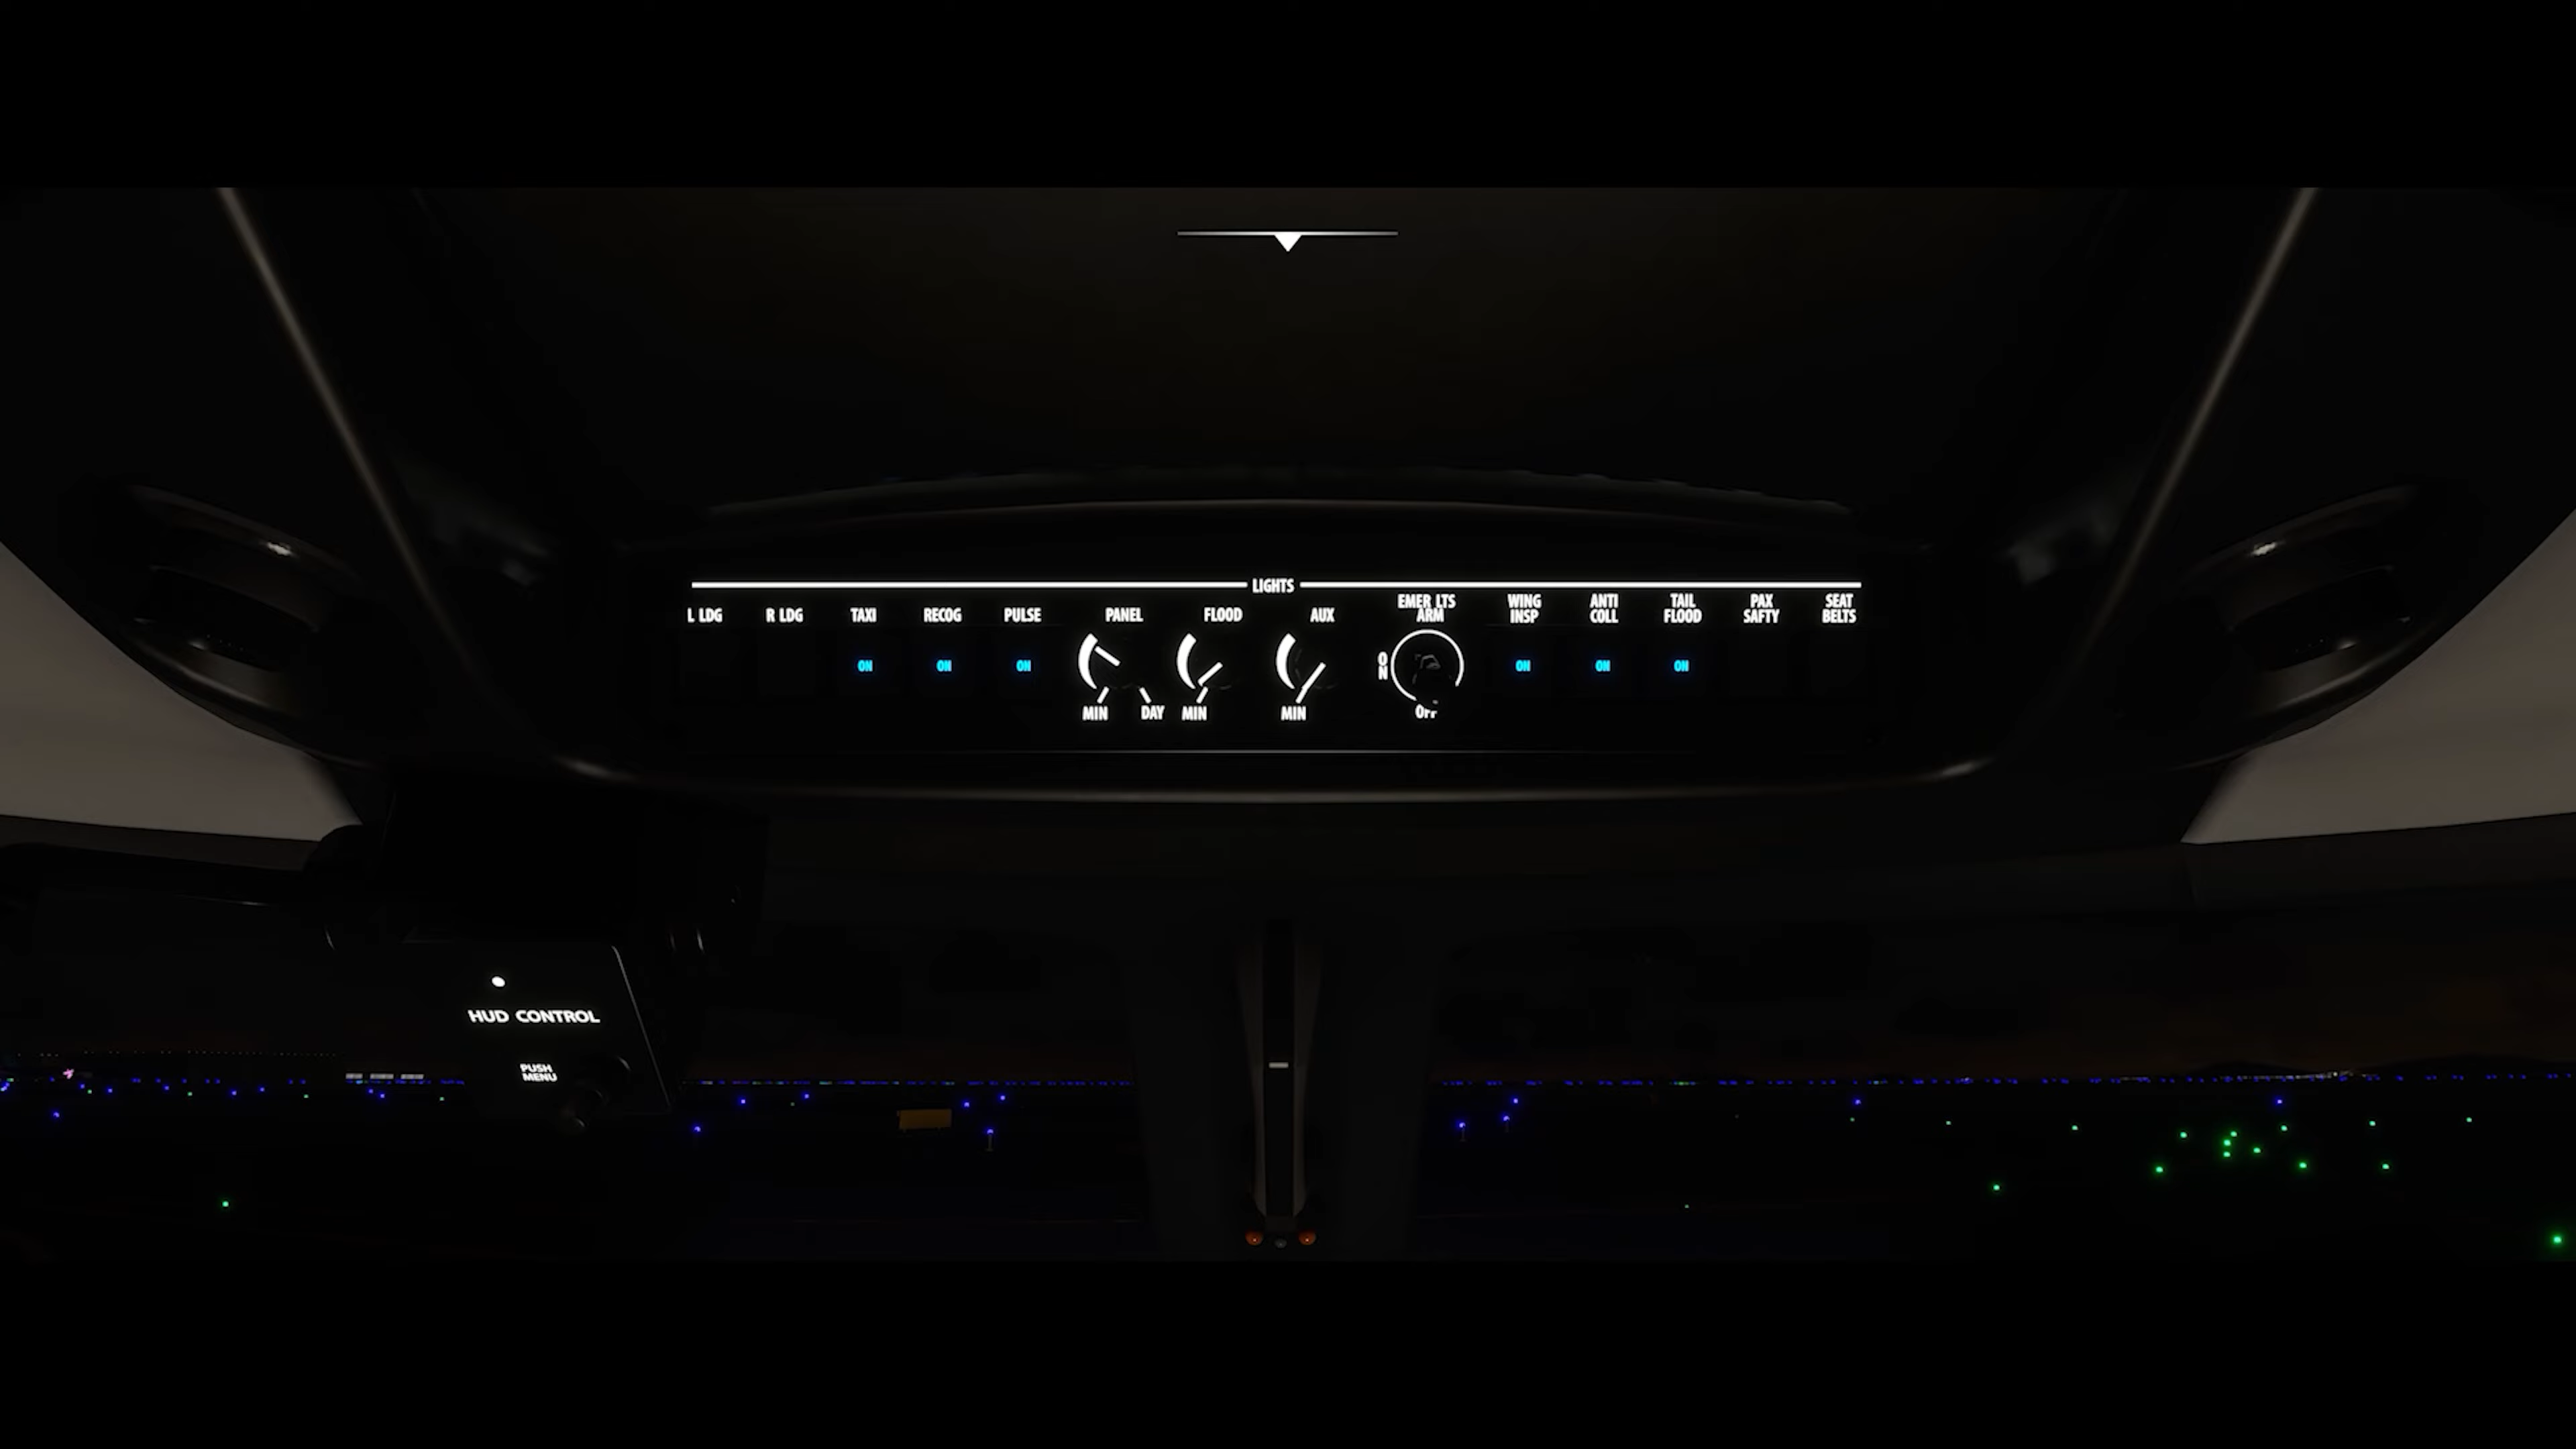 LIGHTS
L LDG
R LDG
TAXI
RECOG
PULSE
PANEL
FLOOD
AUX
EMER LTS
ARM
WING
INSP
ANTI
COLL
TAIL
FLOOD
PAX
SAFTY
SEAT
BELTS
ON
ON
ON
ON
ON
ON
ON
MIN
DAY
MIN
MIN
OFF
HUD CONTROL
PUSH
MENU